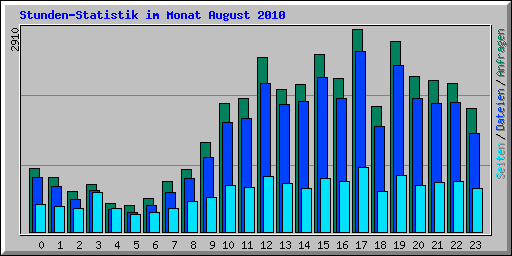 Stunden-Statistik im Monat August 2010
2910
Seiten/Dateien/Anfragen
0 1 2 3 4 5 6 7 8 9 10 11 12 13 14 15 16 17 18 19 20 21 22 23